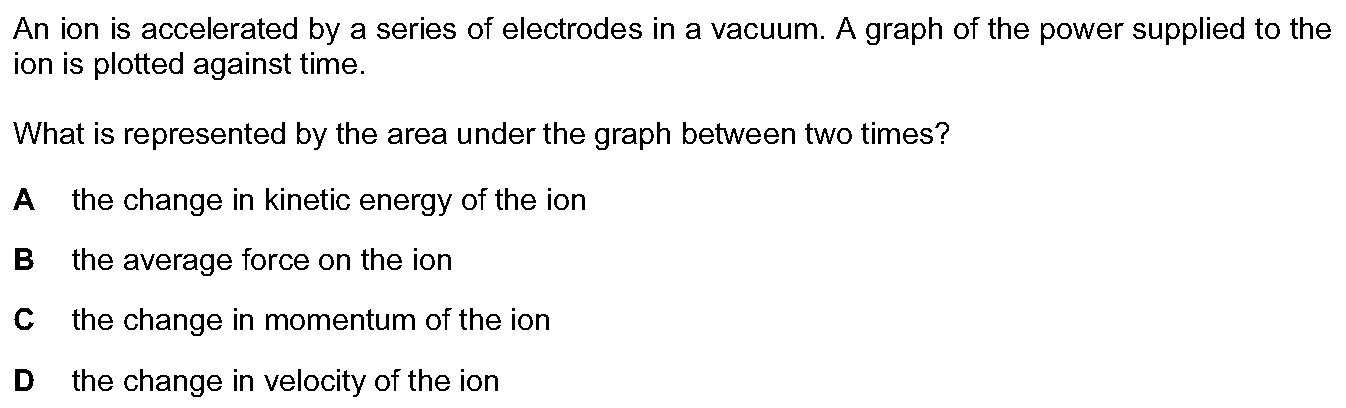 An ion is accelerated by a series of electrodes in a vacuum. A graph of the power supplied to the
ion is plotted against time.
What is represented by the area under the graph between two times?
A the change in kinetic energy of the ion
B the average force on the ion
C the change in momentum of the ion
D the change in velocity of the ion